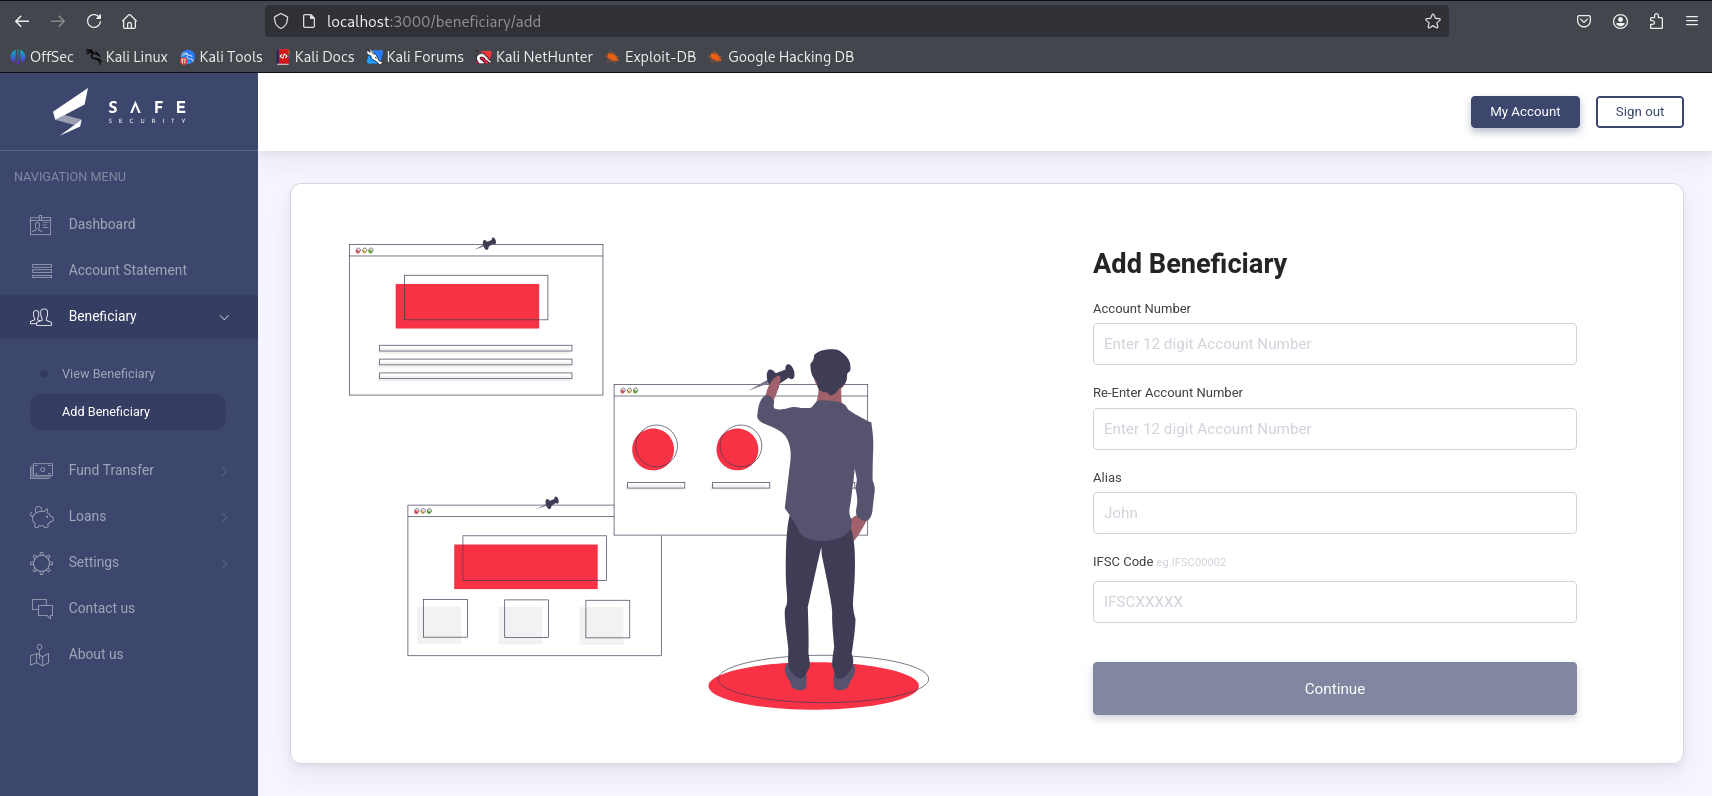 localhost:3000/beneficiary/add
OffSec Kali Linux Kali Tools Kali Docs Kali Forums Kali NetHunter Exploit-DB Google Hacking DB
SAFE
SECURITY
My Account Sign out
NAVIGATION MENU
Dashboard
Account Statement
Beneficiary
View Beneficiary
Add Beneficiary
Fund Transfer
Loans
Settings
Contact us
About us
Add Beneficiary
Account Number
Enter 12 digit Account Number
Re-Enter Account Number
Enter 12 digit Account Number
Alias
John
IFSC Code eg.IFSC00002
IFSCXXXXX
Continue